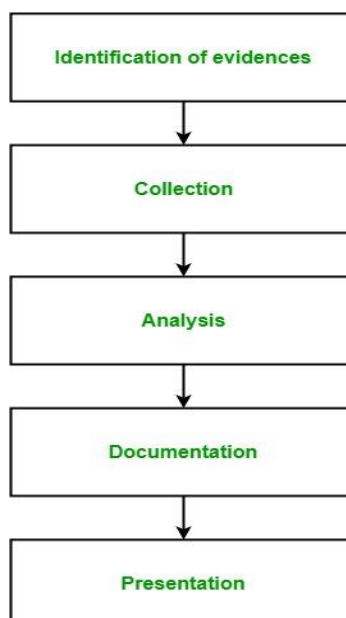 Identification of evidences
Collection
Analysis
Documentation
Presentation